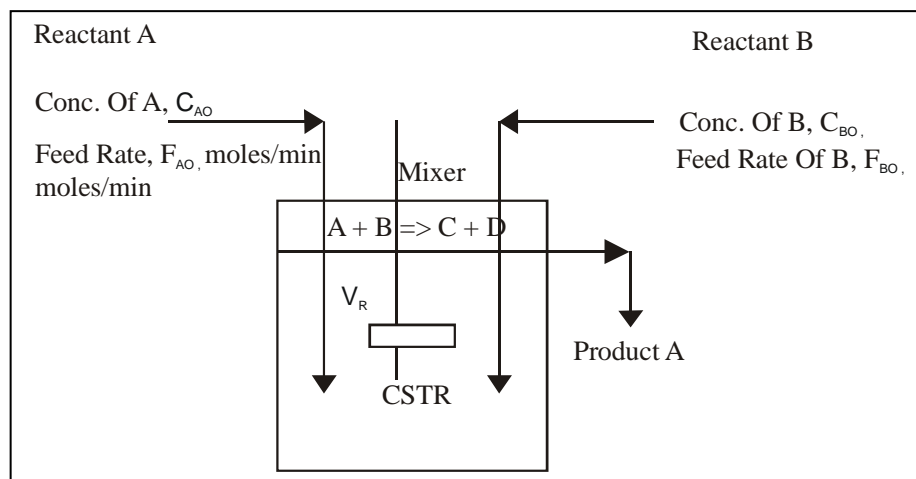 Reactant A
Conc. Of A, CAO
Feed Rate, FAO, moles/min
moles/min
Reactant B
Conc. Of B, CBO,
Feed Rate Of B, FBO,
Mixer
A + B => C + D
VR
CSTR
Product A